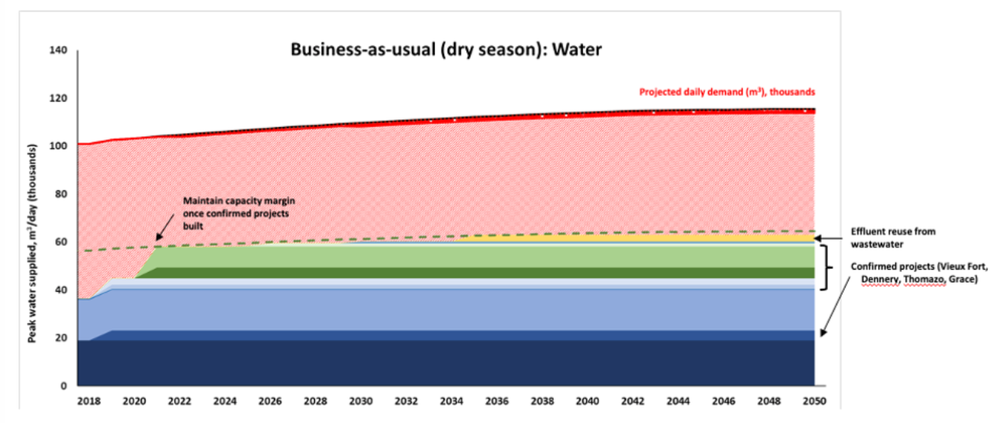 Business-as-usual (dry season): Water
Peak water supplied, m³/day (thousands)
140
120
100
80
60
40
20
0
Projected daily demand (m³), thousands
Maintain capacity margin
once confirmed projects
built
Effluent reuse from
wastewater
Confirmed projects (Vieux Fort,
Dennery, Thomazo, Grace)
2018 2020 2022 2024 2026 2028 2030 2032 2034 2036 2038 2040 2042 2044 2046 2048 2050